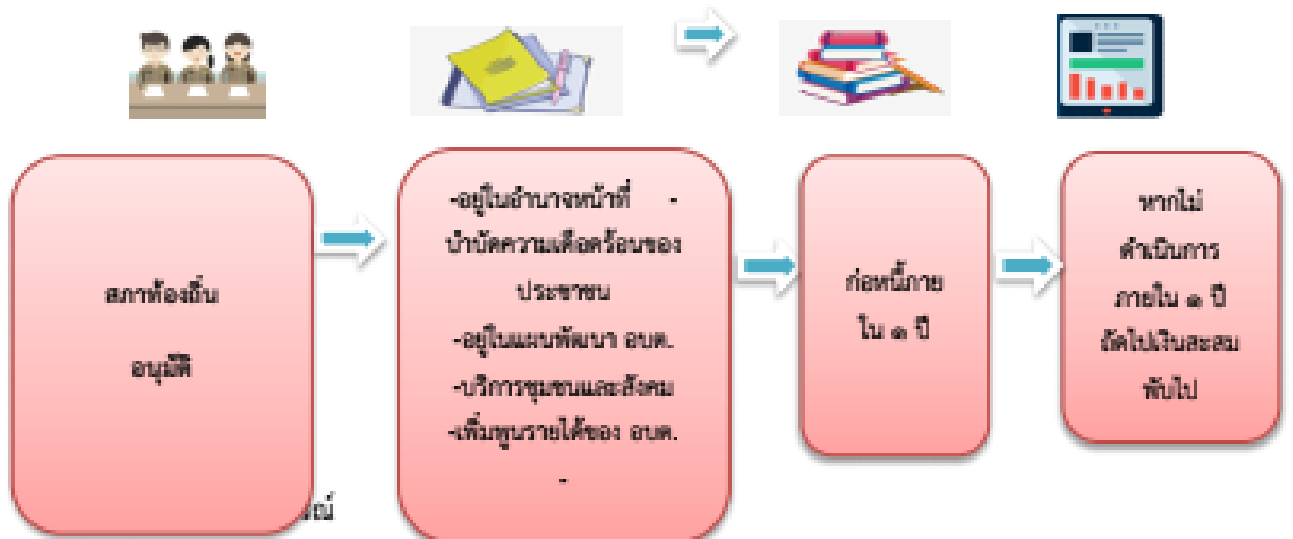 สภาท้องถิ่น
อนุมัติ
-อยู่ในอำนาจหน้าที่ -
บำบัดความเดือดร้อนของ
ประชาชน
-อยู่ในแผนพัฒนา อบต.
-บริการชุมชนและสังคม
-เพิ่มพูนรายได้ของ อบต.
-
ก่อหนี้ภาย
ใน ๑ ปี
หากไม่
ดำเนินการ
ภายใน ๑ ปี
ถัดไปเงินสะสม
พับไป